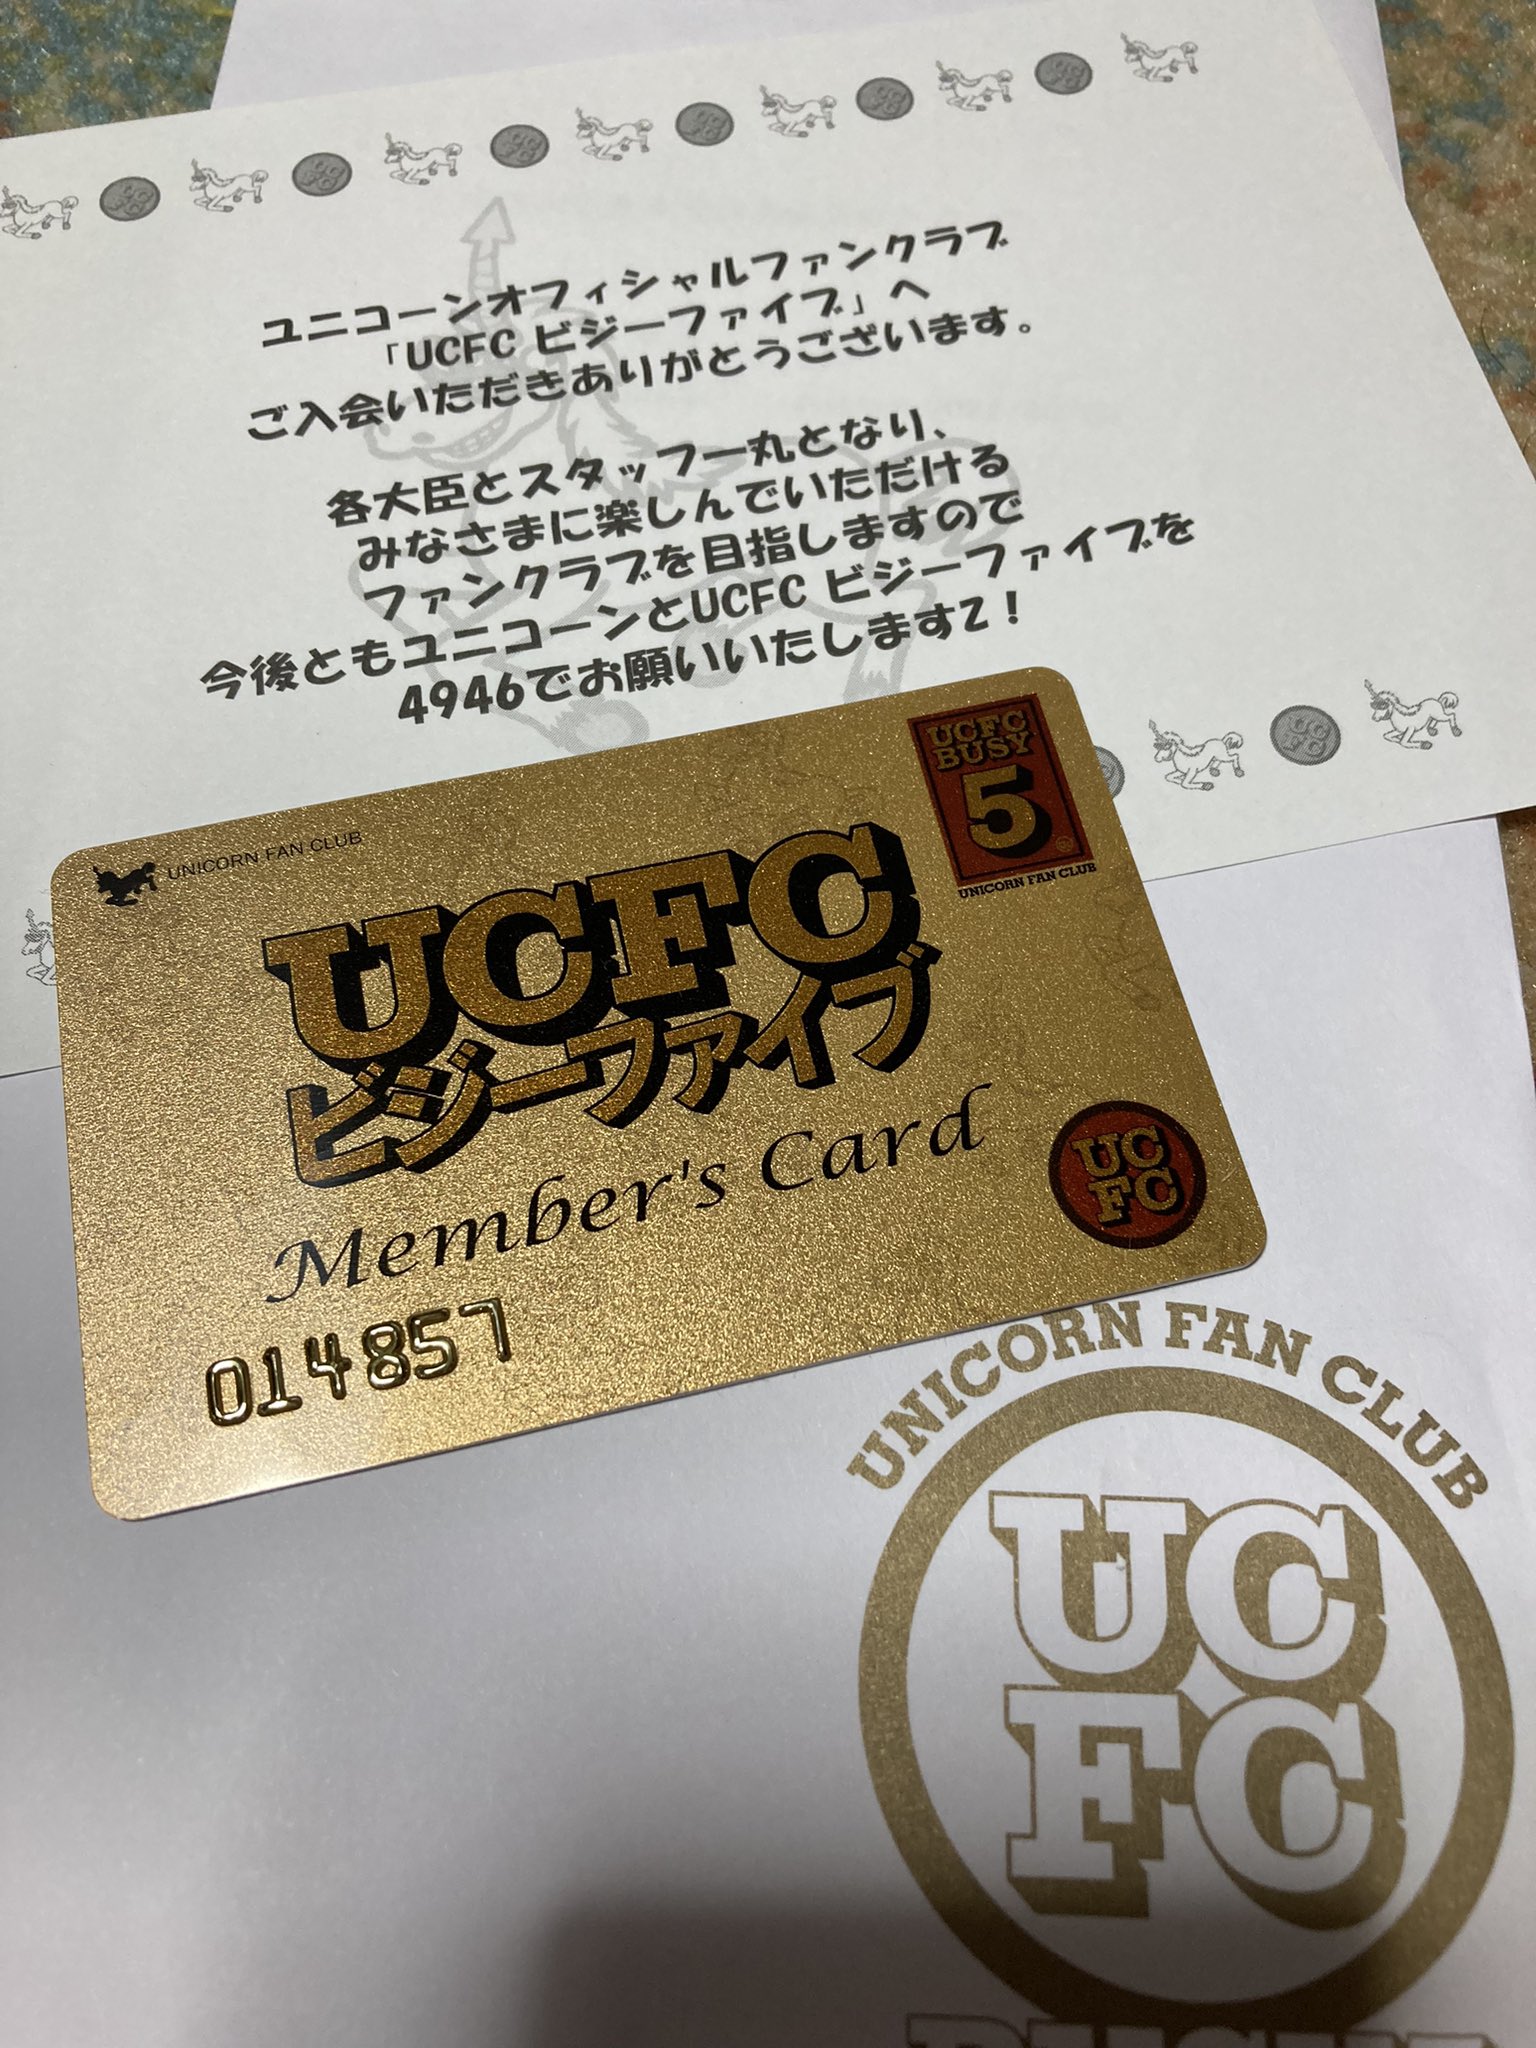 ユニコーンオフィシャルファンクラブ
「UCFC ビジーファイブ」へ
ご入会いただきありがとうございます。
各大臣とスタッフ一丸となり、
みなさまに楽しんでいただける
ファンクラブを目指しますので
今後ともユニコーンとUCFC ビジーファイブを
4946でお願いいたしますZ！
UCFC
BUSY
5
UNICORN FAN CLUB
UNICORN FAN CLUB
UCFC
ビジーファイブ
Member's Card
UC
FC
014857
UNICORN FAN CLUB
UC
FC